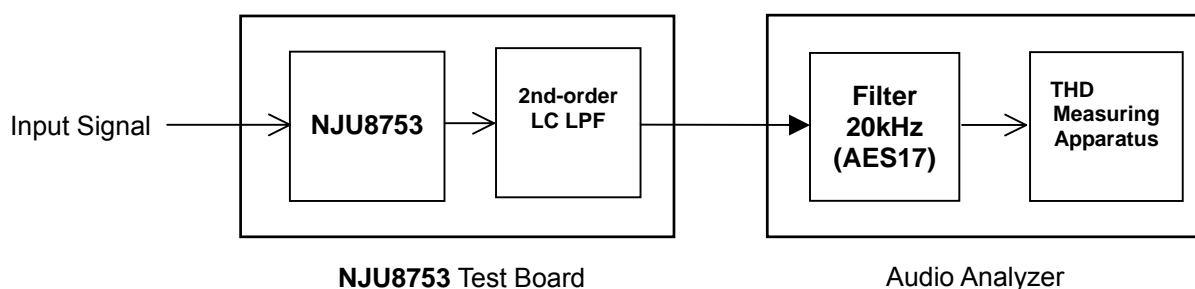 Input Signal
NJU8753
2nd-order
LC LPF
Filter
20kHz
(AES17)
THD
Measuring
Apparatus
NJU8753 Test Board
Audio Analyzer